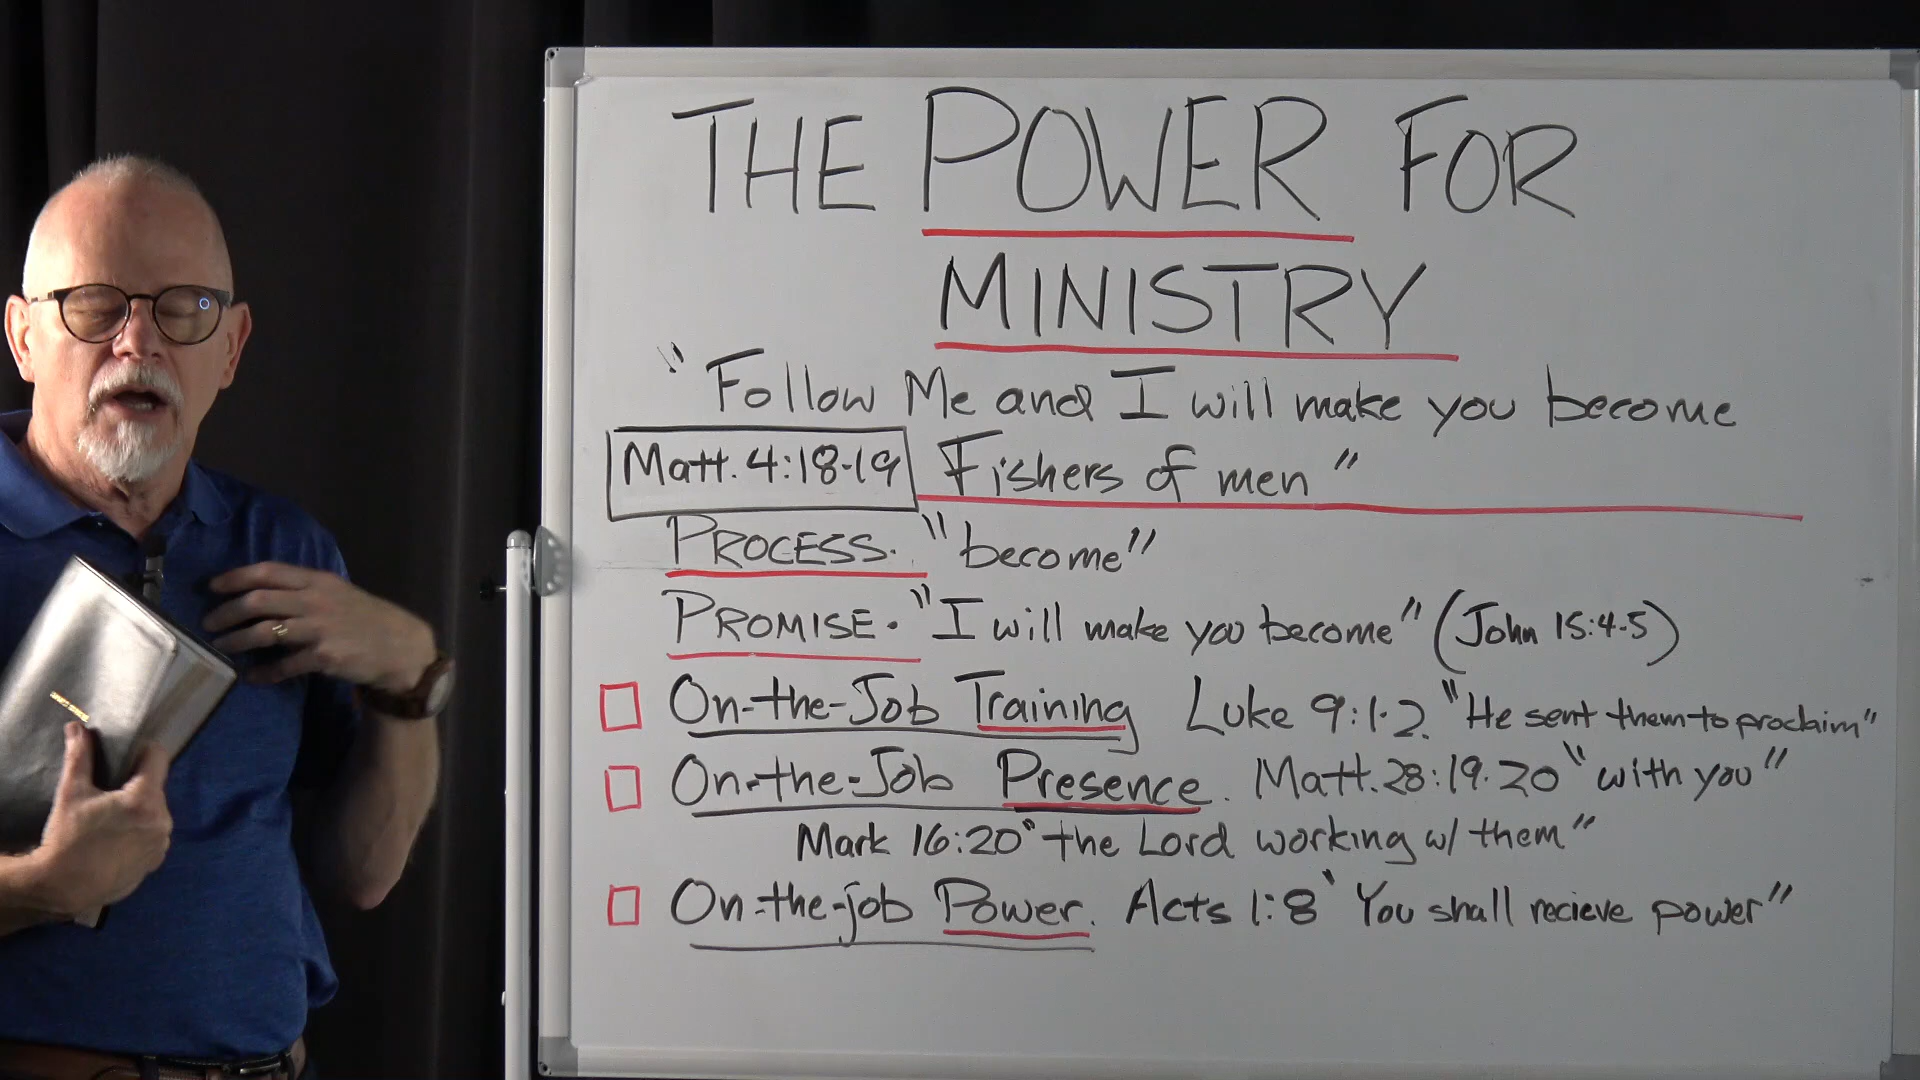 THE POWER FOR
MINISTRY
"Follow Me and I will make you become
Matt. 4:18-19 Fishers of men"
PROCESS. "become"
PROMISE. "I will make you become" (John 15:4-5)
On-the-Job Training Luke 9:1-2. "He sent them to proclaim"
On-the-Job Presence. Matt. 28:19-20 "with you"
Mark 16:20 "the Lord working w/ them"
On-the-job Power. Acts 1:8 "You shall recieve power"